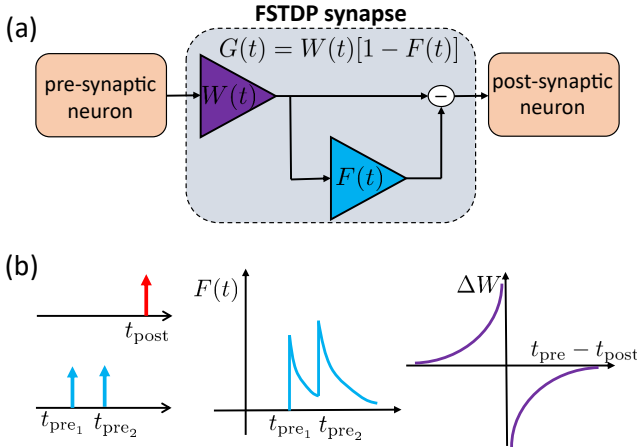 (a)
FSTDP synapse
G(t) = W(t)[1 − F(t)]
pre-synaptic
neuron
W(t)
−
post-synaptic
neuron
F(t)
(b)
t_post
t_pre₁ t_pre₂
F(t)
t_pre₁ t_pre₂
ΔW
t_pre − t_post